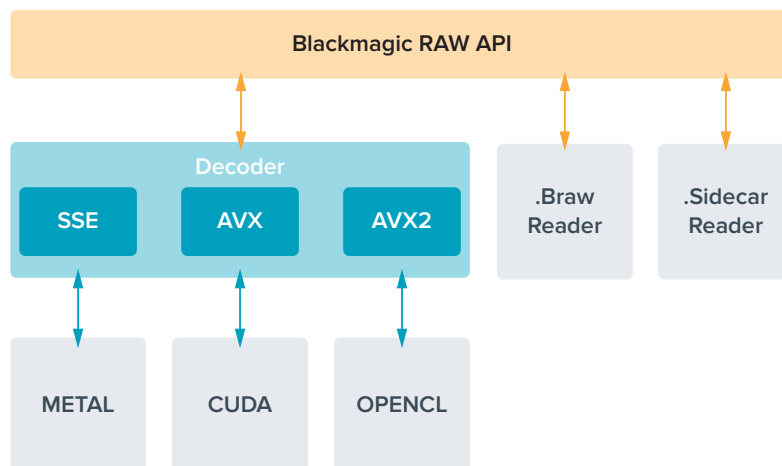 Blackmagic RAW API
Decoder
SSE
AVX
AVX2
.Braw
Reader
.Sidecar
Reader
METAL
CUDA
OPENCL